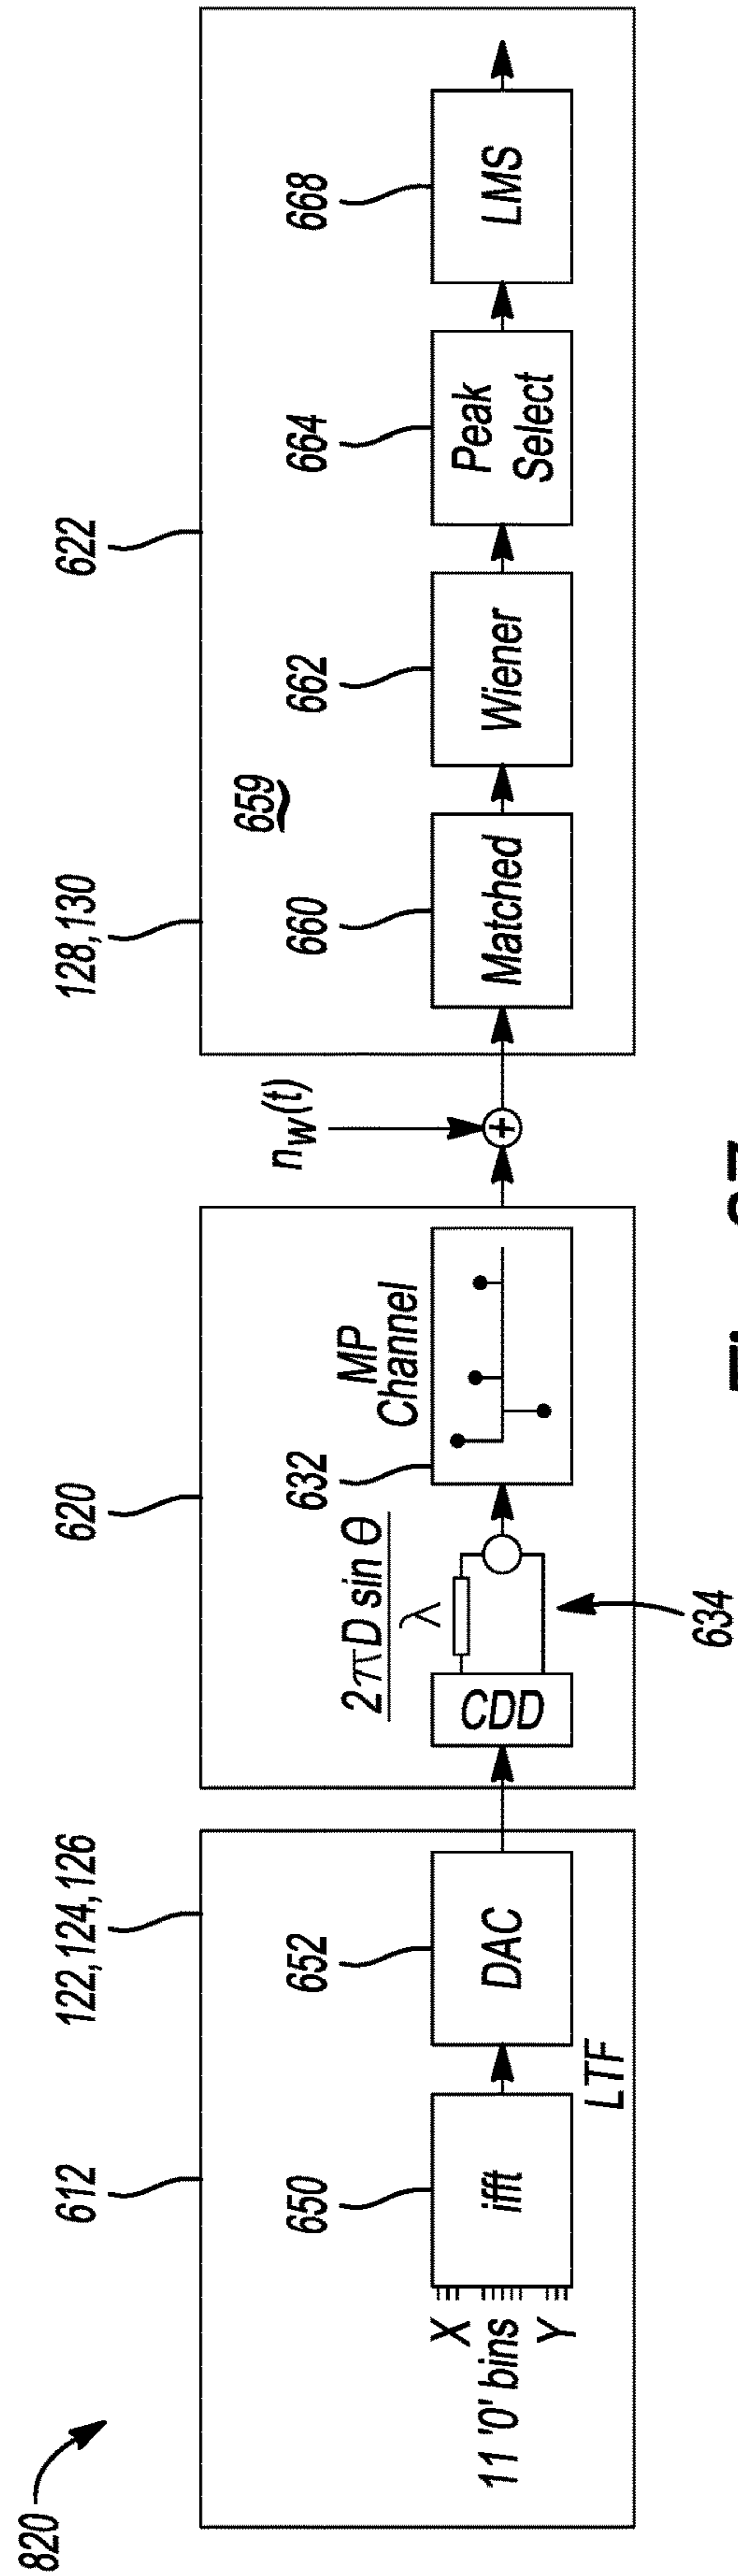 820
612
122,124,126
650
652
X
11 '0' bins
Y
ifft
DAC
LTF
620
2πD sin θ
λ
632
MP
Channel
CDD
634
n_w(t)
+
128,130
622
659
660
662
664
668
Matched
Wiener
Peak
Select
LMS